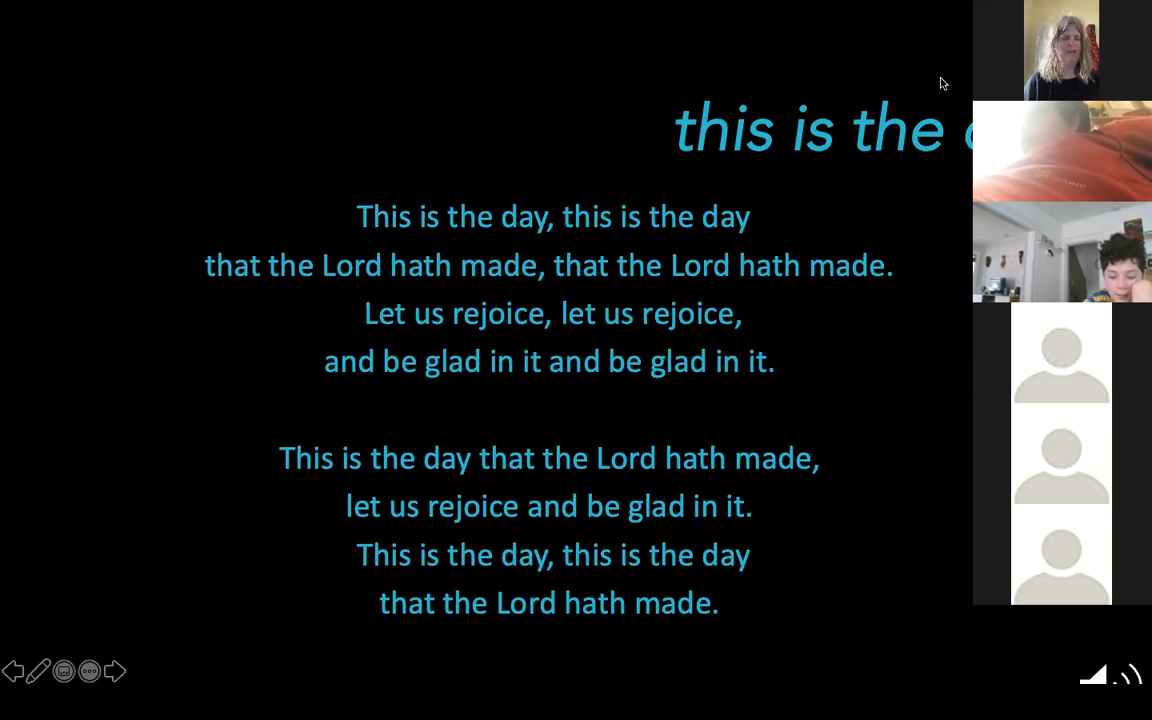 this is the
This is the day, this is the day
that the Lord hath made, that the Lord hath made.
Let us rejoice, let us rejoice,
and be glad in it and be glad in it.
This is the day that the Lord hath made,
let us rejoice and be glad in it.
This is the day, this is the day
that the Lord hath made.